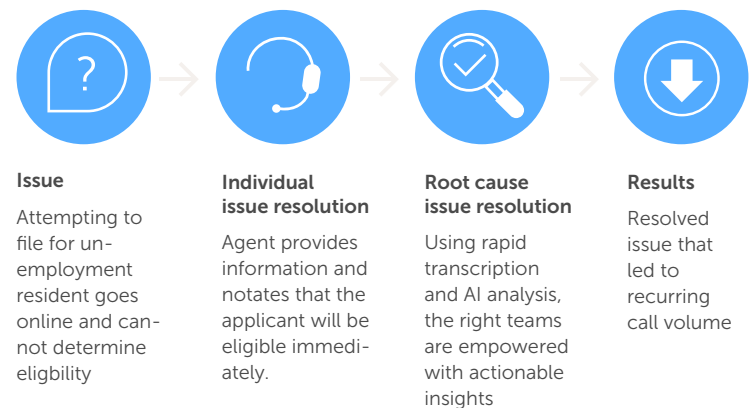 ?
Issue
Attempting to
file for un-
employment
resident goes
online and can-
not determine
eligbility
Individual
issue resolution
Agent provides
information and
notates that the
applicant will be
eligible immedi-
ately.
Root cause
issue resolution
Using rapid
transcription
and AI analysis,
the right teams
are empowered
with actionable
insights
Results
Resolved
issue that
led to
recurring
call volume